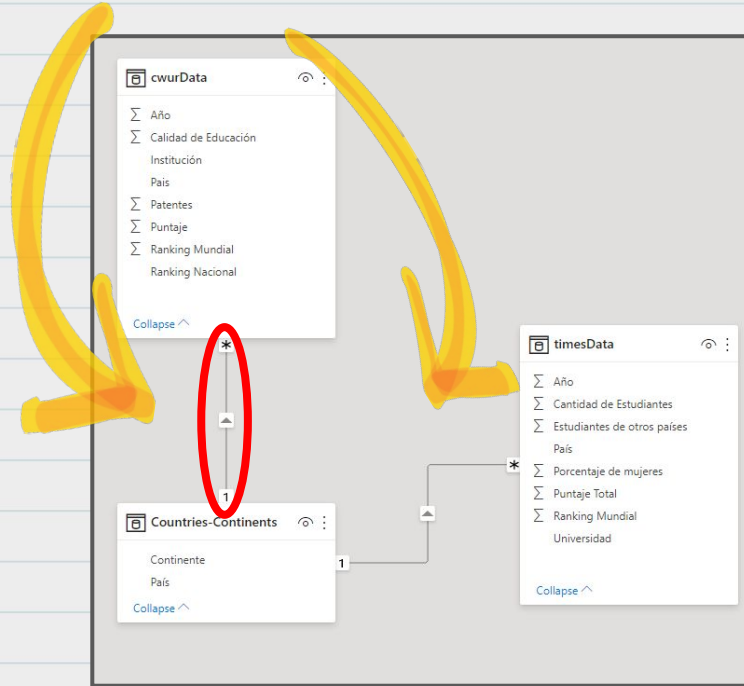 cwurData
Σ Año
Σ Calidad de Educación
Institución
Pais
Σ Patentes
Σ Puntaje
Σ Ranking Mundial
Ranking Nacional
Collapse
*
1
Countries-Continents
Continente
País
Collapse
1
*
timesData
Σ Año
Σ Cantidad de Estudiantes
Σ Estudiantes de otros países
País
Σ Porcentaje de mujeres
Σ Puntaje Total
Σ Ranking Mundial
Universidad
Collapse